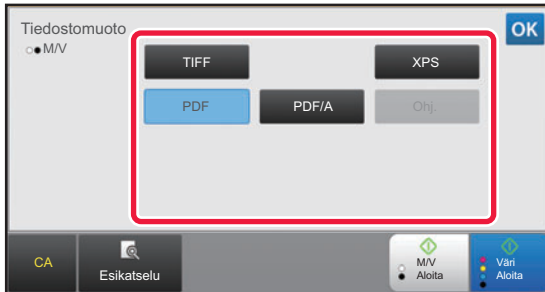 Tiedostomuoto
OK
M/V
TIFF
XPS
PDF
PDF/A
Ohj.
CA
Esikatselu
M/V
Aloita
Väri
Aloita